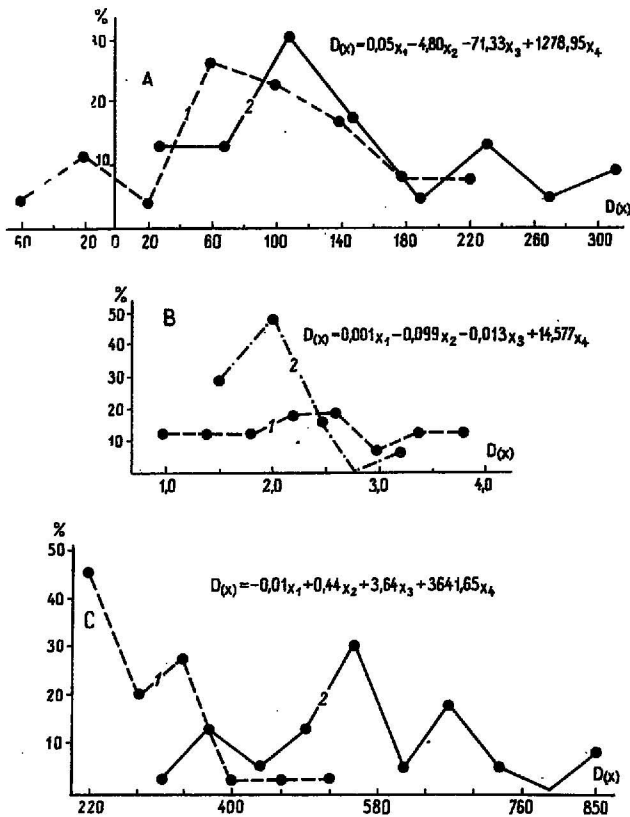 %
30
D(x)=0,05x₁-4,80x₂-71,33x₃+1278,95x₄
A
20
1
2
10
60 20 0 20 60 100 140 180 220 260 300 D(x)
%
50
B
D(x)=0,001x₁-0,099x₂-0,013x₃+14,577x₄
40
2
30
20
1
10
D(x)
1,0 2,0 3,0 4,0
%
50
D(x)=-0,01x₁+0,44x₂+3,64x₃+3641,65x₄
40
C
30
1
2
20
10
D(x)
220 400 580 760 850